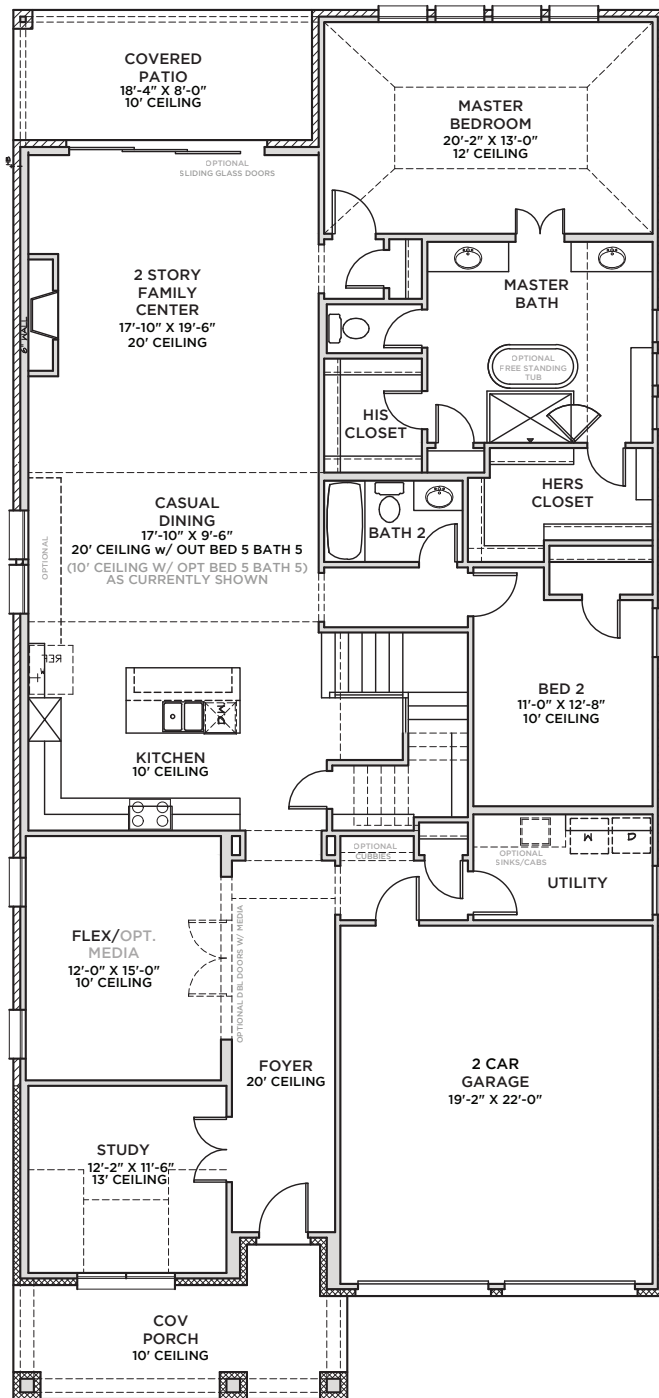 COVERED
PATIO
18'-4" X 8'-0"
10' CEILING
MASTER
BEDROOM
20'-2" X 13'-0"
12' CEILING
HB
OPTIONAL
SLIDING GLASS DOORS
2 STORY
FAMILY
CENTER
17'-10" X 19'-6"
20' CEILING
6" WALL
MASTER
BATH
OPTIONAL
FREE STANDING
TUB
HIS
CLOSET
HERS
CLOSET
CASUAL
DINING
17'-10" X 9'-6"
20' CEILING w/ OUT BED 5 BATH 5
(10' CEILING W/ OPT BED 5 BATH 5)
AS CURRENTLY SHOWN
OPTIONAL
BATH 2
REF
BED 2
11'-0" X 12'-8"
10' CEILING
DW
KITCHEN
10' CEILING
OPTIONAL
CUBBIES
OPTIONAL
SINKS/CABS
W
D
UTILITY
FLEX/OPT.
MEDIA
12'-0" X 15'-0"
10' CEILING
OPTIONAL DBL DOORS W/ MEDIA
FOYER
20' CEILING
2 CAR
GARAGE
19'-2" X 22'-0"
STUDY
12'-2" X 11'-6"
13' CEILING
COV
PORCH
10' CEILING